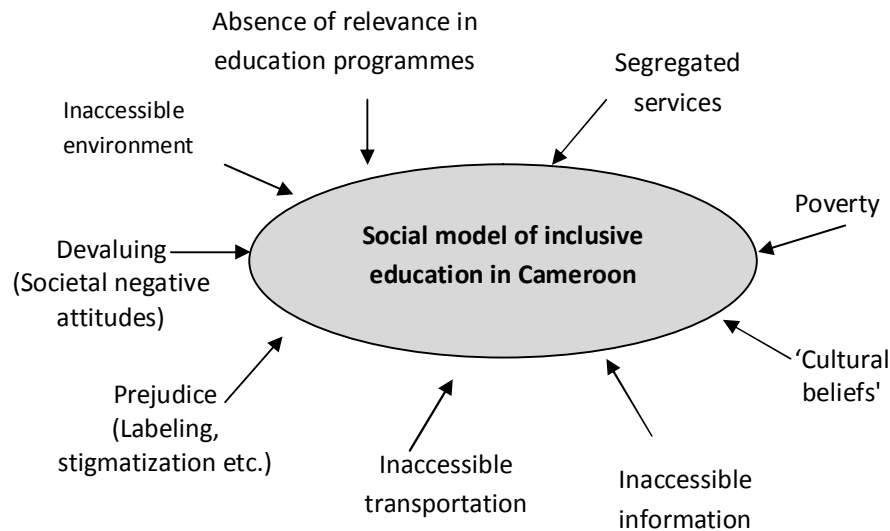 Absence of relevance in
education programmes
Segregated
services
Inaccessible
environment
Poverty
Social model of inclusive
education in Cameroon
Devaluing
(Societal negative
attitudes)
‘Cultural
beliefs'
Prejudice
(Labeling,
stigmatization etc.)
Inaccessible
transportation
Inaccessible
information